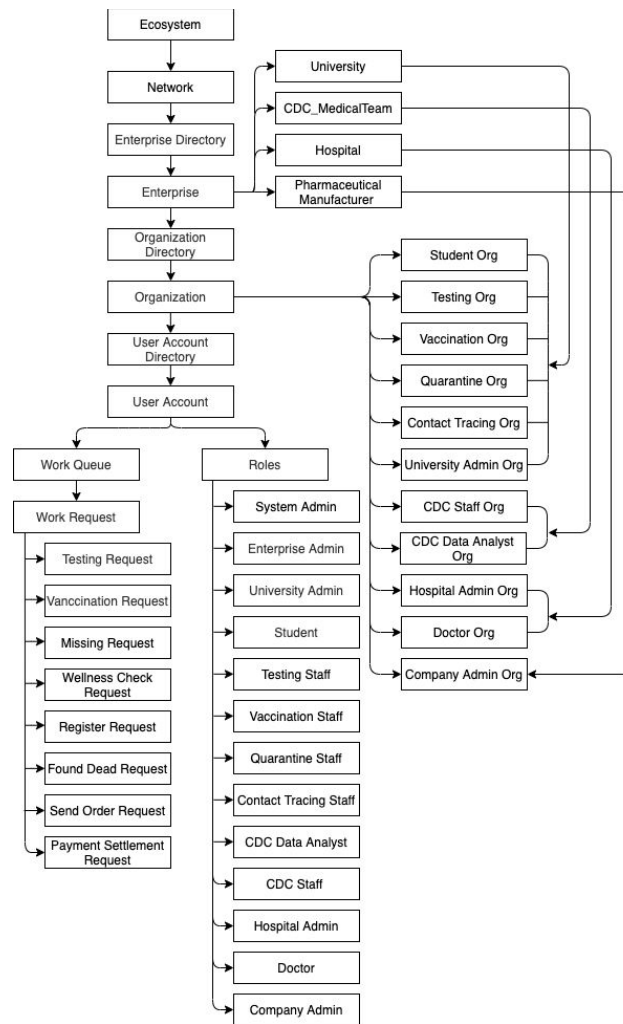 Ecosystem
Network
Enterprise Directory
Enterprise
Organization
Directory
Organization
User Account
Directory
User Account
University
CDC_MedicalTeam
Hospital
Pharmaceutical
Manufacturer
Student Org
Testing Org
Vaccination Org
Quarantine Org
Contact Tracing Org
University Admin Org
CDC Staff Org
CDC Data Analyst
Org
Hospital Admin Org
Doctor Org
Company Admin Org
Work Queue
Work Request
Testing Request
Vanccination Request
Missing Request
Wellness Check
Request
Register Request
Found Dead Request
Send Order Request
Payment Settlement
Request
Roles
System Admin
Enterprise Admin
University Admin
Student
Testing Staff
Vaccination Staff
Quarantine Staff
Contact Tracing Staff
CDC Data Analyst
CDC Staff
Hospital Admin
Doctor
Company Admin